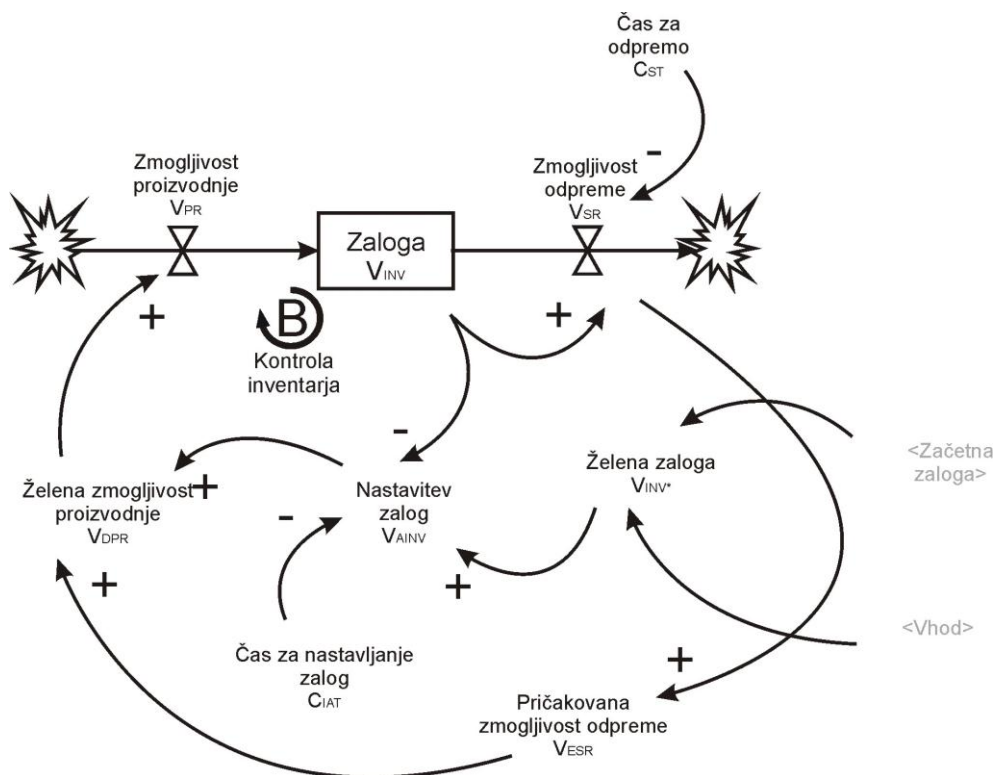 Čas za
odpremo
CST
-
Zmogljivost
proizvodnje
VPR
Zmogljivost
odpreme
VSR
Zaloga
VINV
+
B
Kontrola
inventarja
+
-
<Začetna
zaloga>
Želena zmogljivost
proizvodnje
VDPR
+
Nastavitev
zalog
VAINV
Želena zaloga
VINV*
-
+
+
<Vhod>
Čas za nastavljanje
zalog
CIAT
+
Pričakovana
zmogljivost odpreme
VESR